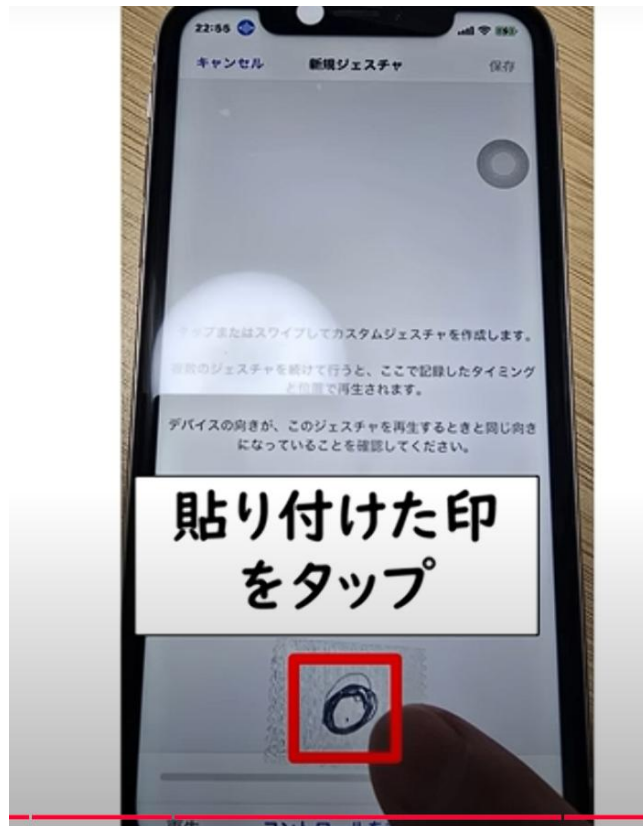 22:55
キャンセル 新規ジェスチャ 保存
タップまたはスワイプしてカスタムジェスチャを作成します。
複数のジェスチャを続けて行うと、ここで記録したタイミング
と位置で再生されます。
デバイスの向きが、このジェスチャを再生するときと同じ向き
になっていることを確認してください。
貼り付けた印
をタップ